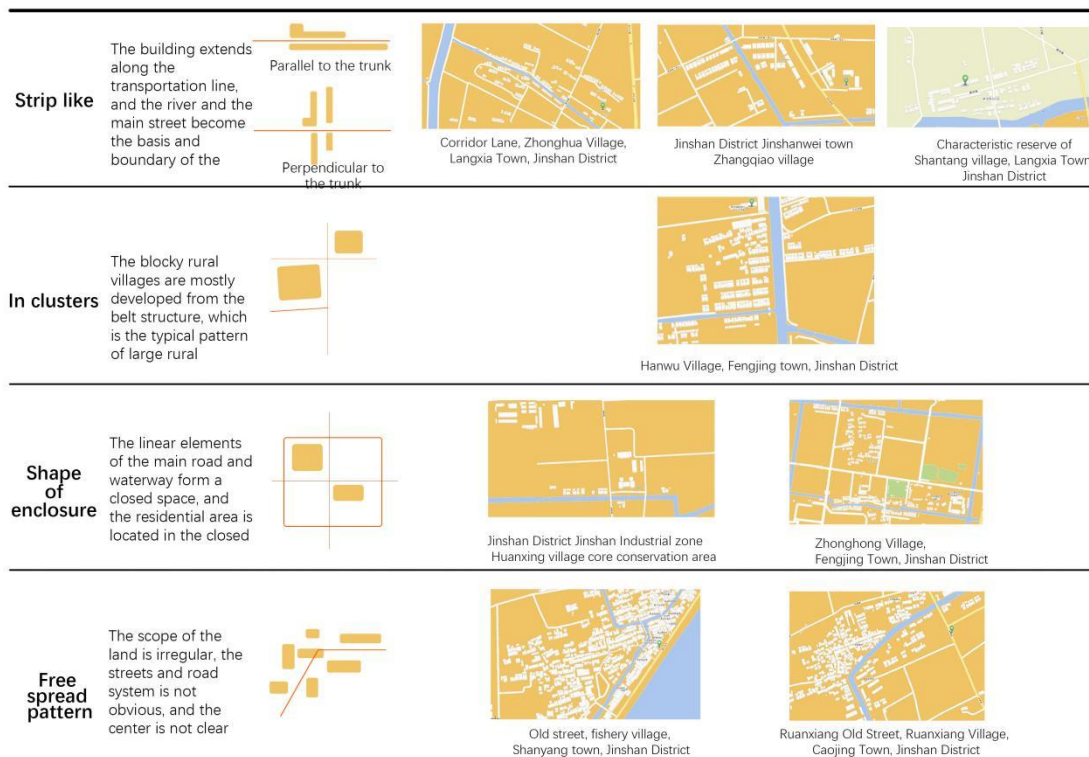 Strip like
The building extends
along the
transportation line,
and the river and the
main street become
the basis and
boundary of the
Parallel to the trunk
Perpendicular to
the trunk
Corridor Lane, Zhonghua Village,
Langxia Town, Jinshan District
Jinshan District Jinshanwei town
Zhangqiao village
Characteristic reserve of
Shantang village, Langxia Town
Jinshan District
In clusters
The blocky rural
villages are mostly
developed from the
belt structure, which
is the typical pattern
of large rural
Hanwu Village, Fengjing town, Jinshan District
Shape
of
enclosure
The linear elements
of the main road and
waterway form a
closed space, and
the residential area is
located in the closed
Jinshan District Jinshan Industrial zone
Huanxing village core conservation area
Zhonghong Village,
Fengjing Town, Jinshan District
Free
spread
pattern
The scope of the
land is irregular, the
streets and road
system is not
obvious, and the
center is not clear
Old street, fishery village,
Shanyang town, Jinshan District
Ruanxiang Old Street, Ruanxiang Village,
Caojing Town, Jinshan District